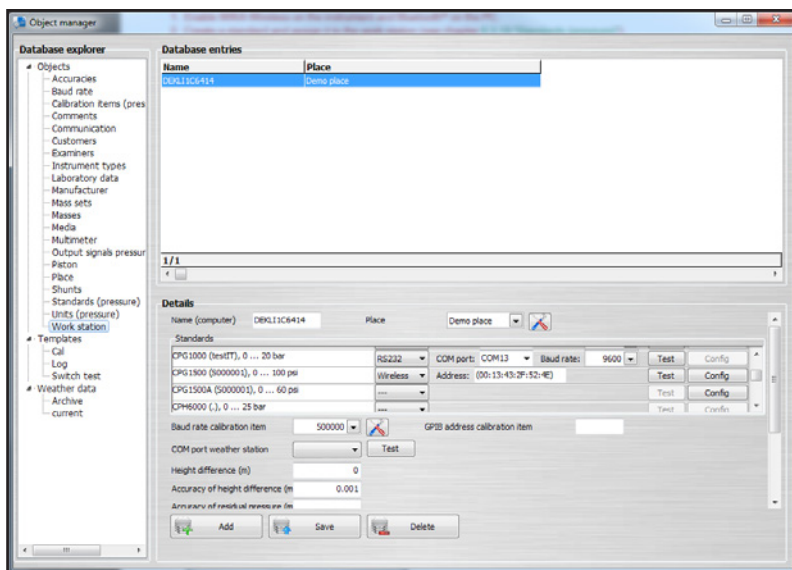 Object manager
Database explorer
Objects
Accuracies
Baud rate
Calibration items (pres
Comments
Communication
Customers
Examiners
Instrument types
Laboratory data
Manufacturer
Mass sets
Masses
Media
Multimeter
Output signals pressur
Piston
Place
Shunts
Standards (pressure)
Units (pressure)
Work station
Templates
Cal
Log
Switch test
Weather data
Archive
current
Database entries
Name Place
DEKLI1C6414 Demo place
1/1
Details
Name (computer) DEKLI1C6414 Place Demo place
Standards
CPG1000 (testIT), 0 ... 20 bar RS232 COM port: COM13 Baud rate: 9600 Test Config
CPG1500 (S000001), 0 ... 100 psi Wireless Address: (00:13:43:2F:52:4E) Test Config
CPG1500A (S000001), 0 ... 60 psi --- Test Config
CPH6000 (.), 0 ... 25 bar --- Test Config
Baud rate calibration item 500000 GPIB address calibration item
COM port weather station Test
Height difference (m) 0
Accuracy of height difference (m 0.001
Accuracy of residual pressure (m
Add Save Delete